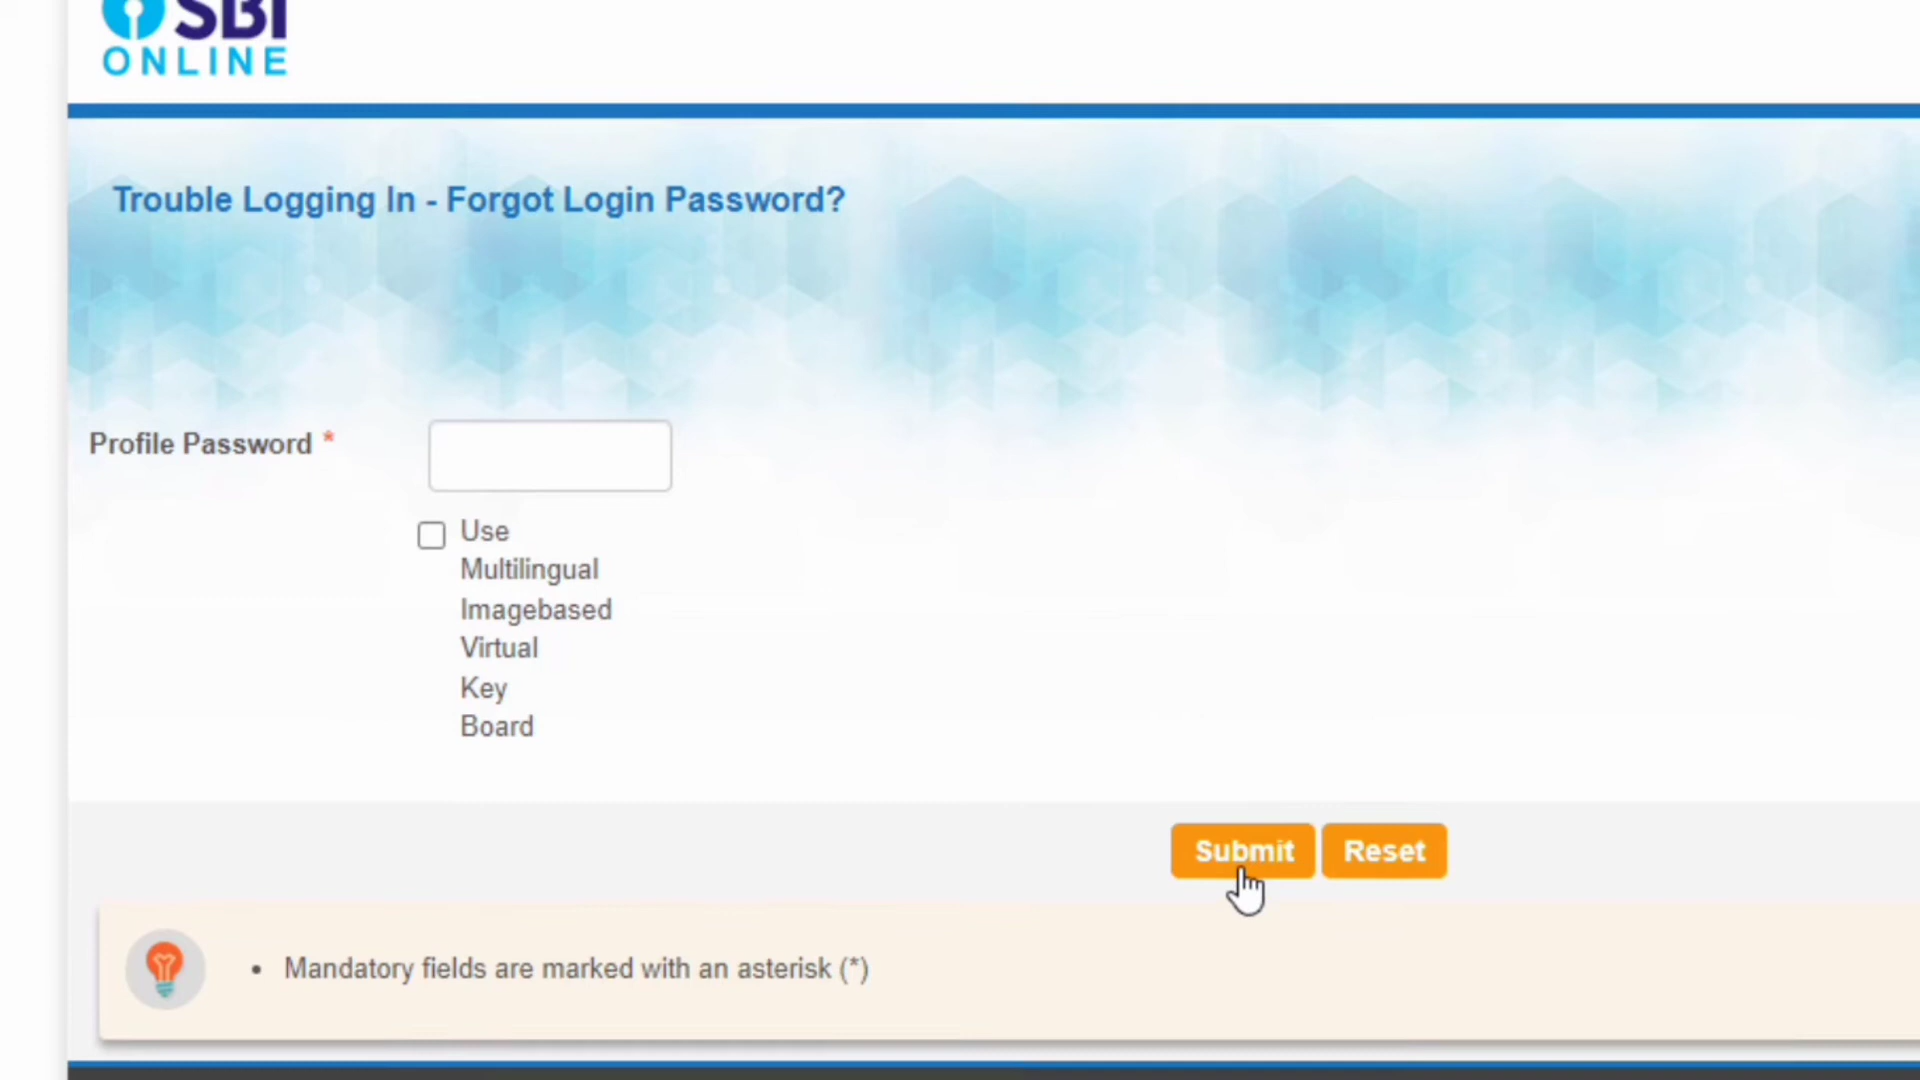 SBI
ONLINE
Trouble Logging In - Forgot Login Password?
Profile Password *
Use
Multilingual
Imagebased
Virtual
Key
Board
Submit Reset
• Mandatory fields are marked with an asterisk (*)